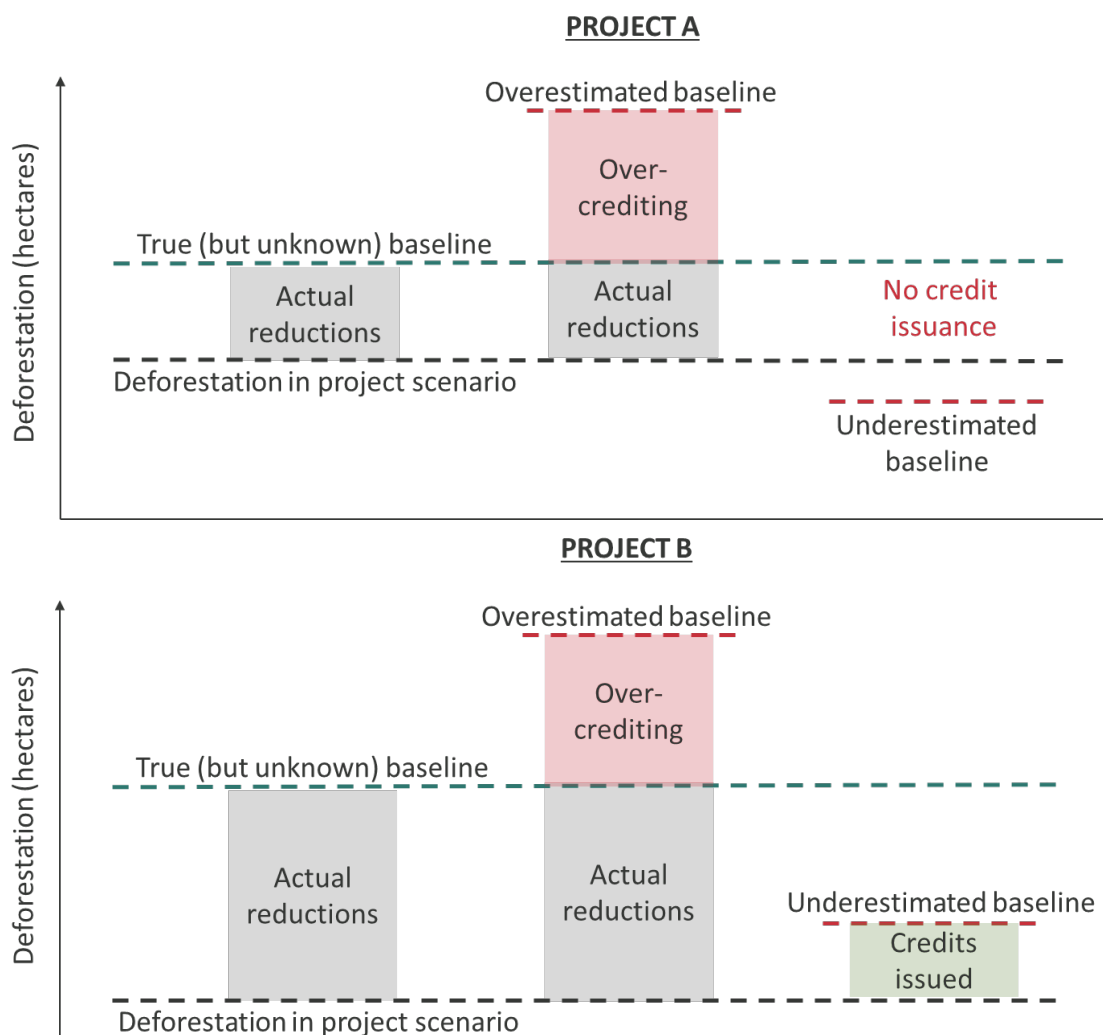 PROJECT A
Overestimated baseline
Over-
crediting
True (but unknown) baseline
Actual
reductions
Actual
reductions
No credit
issuance
Deforestation in project scenario
Underestimated
baseline
Deforestation (hectares)
PROJECT B
Overestimated baseline
Over-
crediting
True (but unknown) baseline
Actual
reductions
Actual
reductions
Underestimated baseline
Credits
issued
Deforestation in project scenario
Deforestation (hectares)